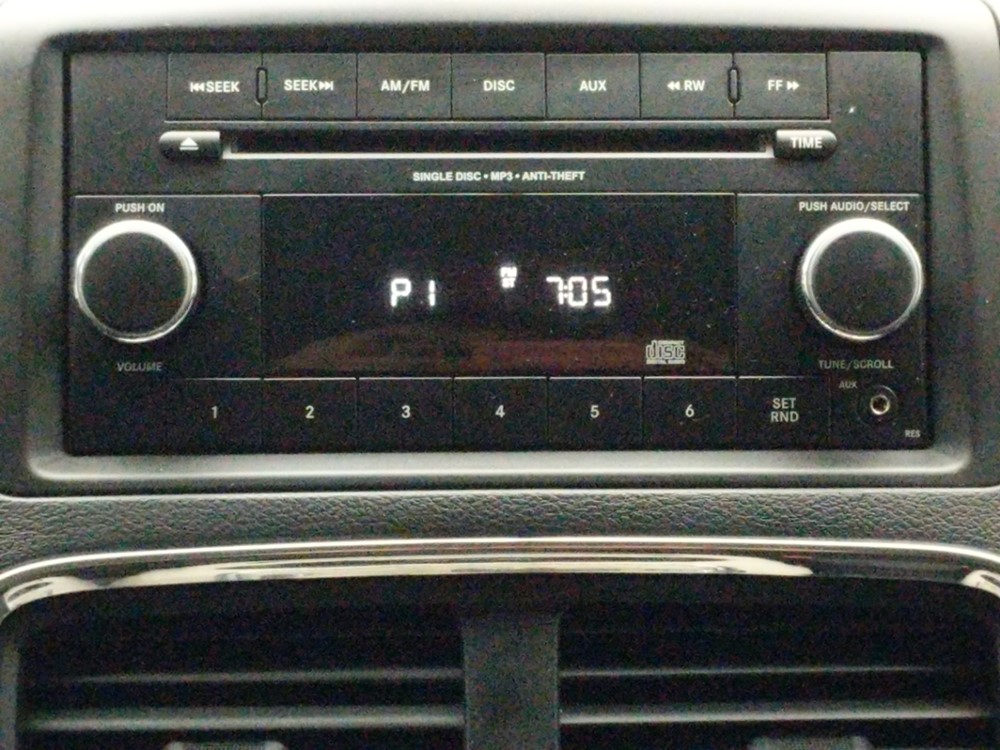 SEEK SEEK AM/FM DISC AUX RW FF
TIME
SINGLE DISC • MP3 • ANTI-THEFT
PUSH ON PUSH AUDIO/SELECT
P1 7:05
disc
VOLUME TUNE/SCROLL
AUX
1 2 3 4 5 6 SET
RND
RES